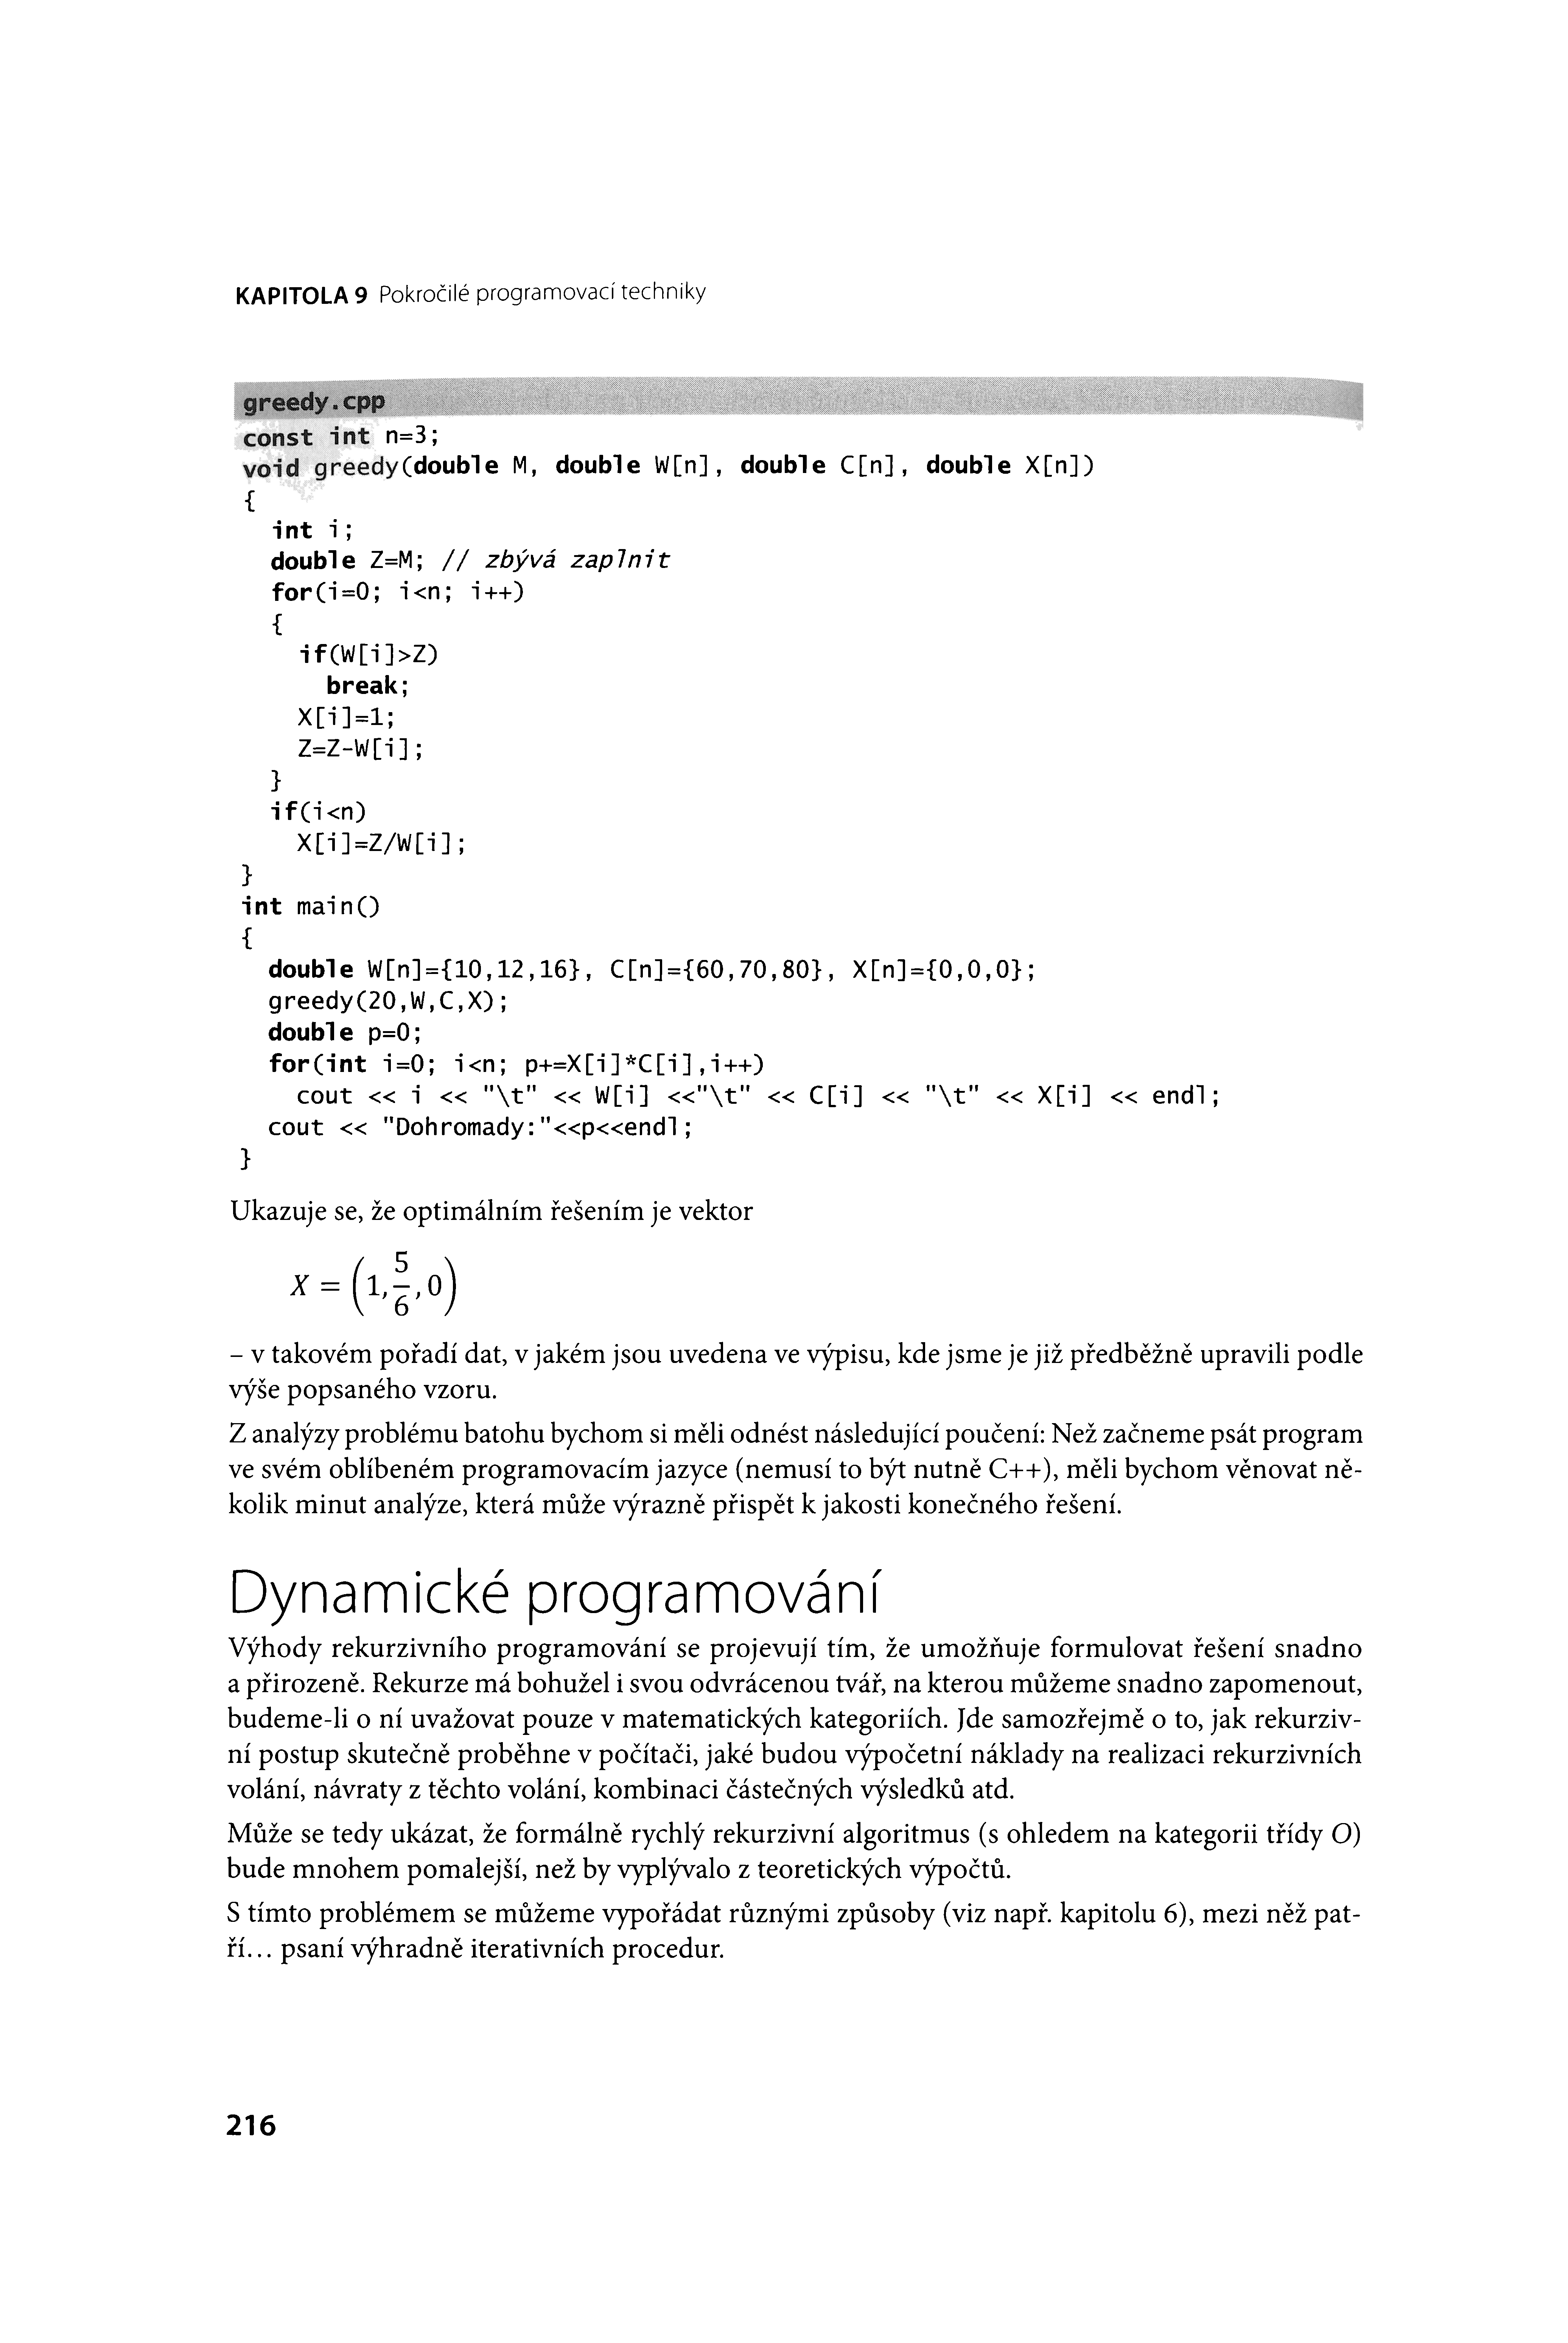 KAPITOLA 9 Pokročilé programovací techniky
greedy.cpp
const int n=3;
void greedy(double M, double W[n], double C[n], double X[n])
{
  int i;
  double Z=M; // zbývá zaplnit
  for(i=0; i<n; i++)
  {
    if(W[i]>Z)
      break;
    X[i]=1;
    Z=Z-W[i];
  }
  if(i<n)
    X[i]=Z/W[i];
}
int main()
{
  double W[n]={10,12,16}, C[n]={60,70,80}, X[n]={0,0,0};
  greedy(20,W,C,X);
  double p=0;
  for(int i=0; i<n; p+=X[i]*C[i],i++)
    cout << i << "\t" << W[i] <<"\t" << C[i] << "\t" << X[i] << endl;
  cout << "Dohromady:"<<p<<endl;
}
Ukazuje se, že optimálním řešením je vektor
X = (1, 5/6, 0)
– v takovém pořadí dat, v jakém jsou uvedena ve výpisu, kde jsme je již předběžně upravili podle
výše popsaného vzoru.
Z analýzy problému batohu bychom si měli odnést následující poučení: Než začneme psát program
ve svém oblíbeném programovacím jazyce (nemusí to být nutně C++), měli bychom věnovat ně-
kolik minut analýze, která může výrazně přispět k jakosti konečného řešení.
Dynamické programování
Výhody rekurzivního programování se projevují tím, že umožňuje formulovat řešení snadno
a přirozeně. Rekurze má bohužel i svou odvrácenou tvář, na kterou můžeme snadno zapomenout,
budeme-li o ní uvažovat pouze v matematických kategoriích. Jde samozřejmě o to, jak rekurziv-
ní postup skutečně proběhne v počítači, jaké budou výpočetní náklady na realizaci rekurzivních
volání, návraty z těchto volání, kombinaci částečných výsledků atd.
Může se tedy ukázat, že formálně rychlý rekurzivní algoritmus (s ohledem na kategorii třídy O)
bude mnohem pomalejší, než by vyplývalo z teoretických výpočtů.
S tímto problémem se můžeme vypořádat různými způsoby (viz např. kapitolu 6), mezi něž pat-
ří... psaní výhradně iterativních procedur.
216